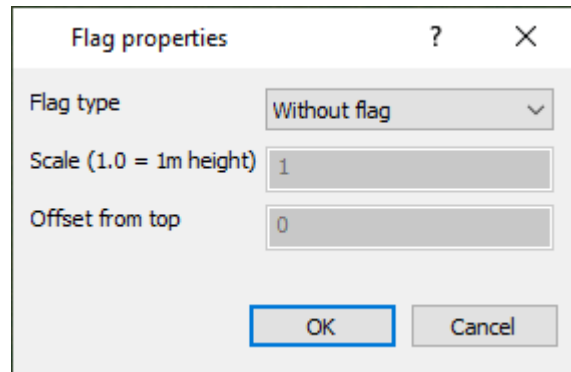 Flag properties ?
Flag type Without flag
Scale (1.0 = 1m height) 1
Offset from top 0
OK Cancel